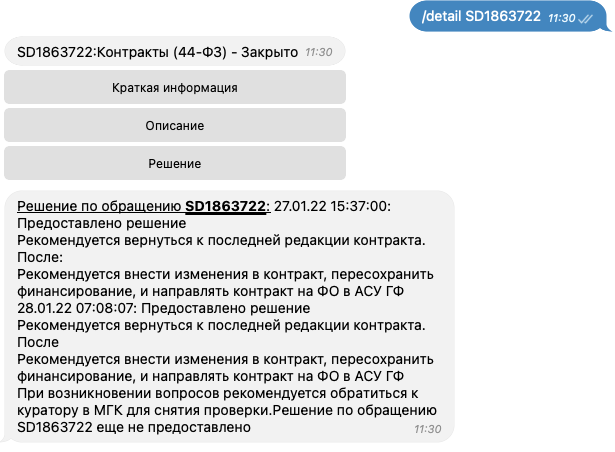 /detail SD1863722 11:30
SD1863722:Контракты (44-ФЗ) - Закрыто 11:30
Краткая информация
Описание
Решение
Решение по обращению SD1863722: 27.01.22 15:37:00:
Предоставлено решение
Рекомендуется вернуться к последней редакции контракта.
После:
Рекомендуется внести изменения в контракт, пересохранить
финансирование, и направлять контракт на ФО в АСУ ГФ
28.01.22 07:08:07: Предоставлено решение
Рекомендуется вернуться к последней редакции контракта.
После
Рекомендуется внести изменения в контракт, пересохранить
финансирование, и направлять контракт на ФО в АСУ ГФ
При возникновении вопросов рекомендуется обратиться к
куратору в МГК для снятия проверки.Решение по обращению
SD1863722 еще не предоставлено 11:30